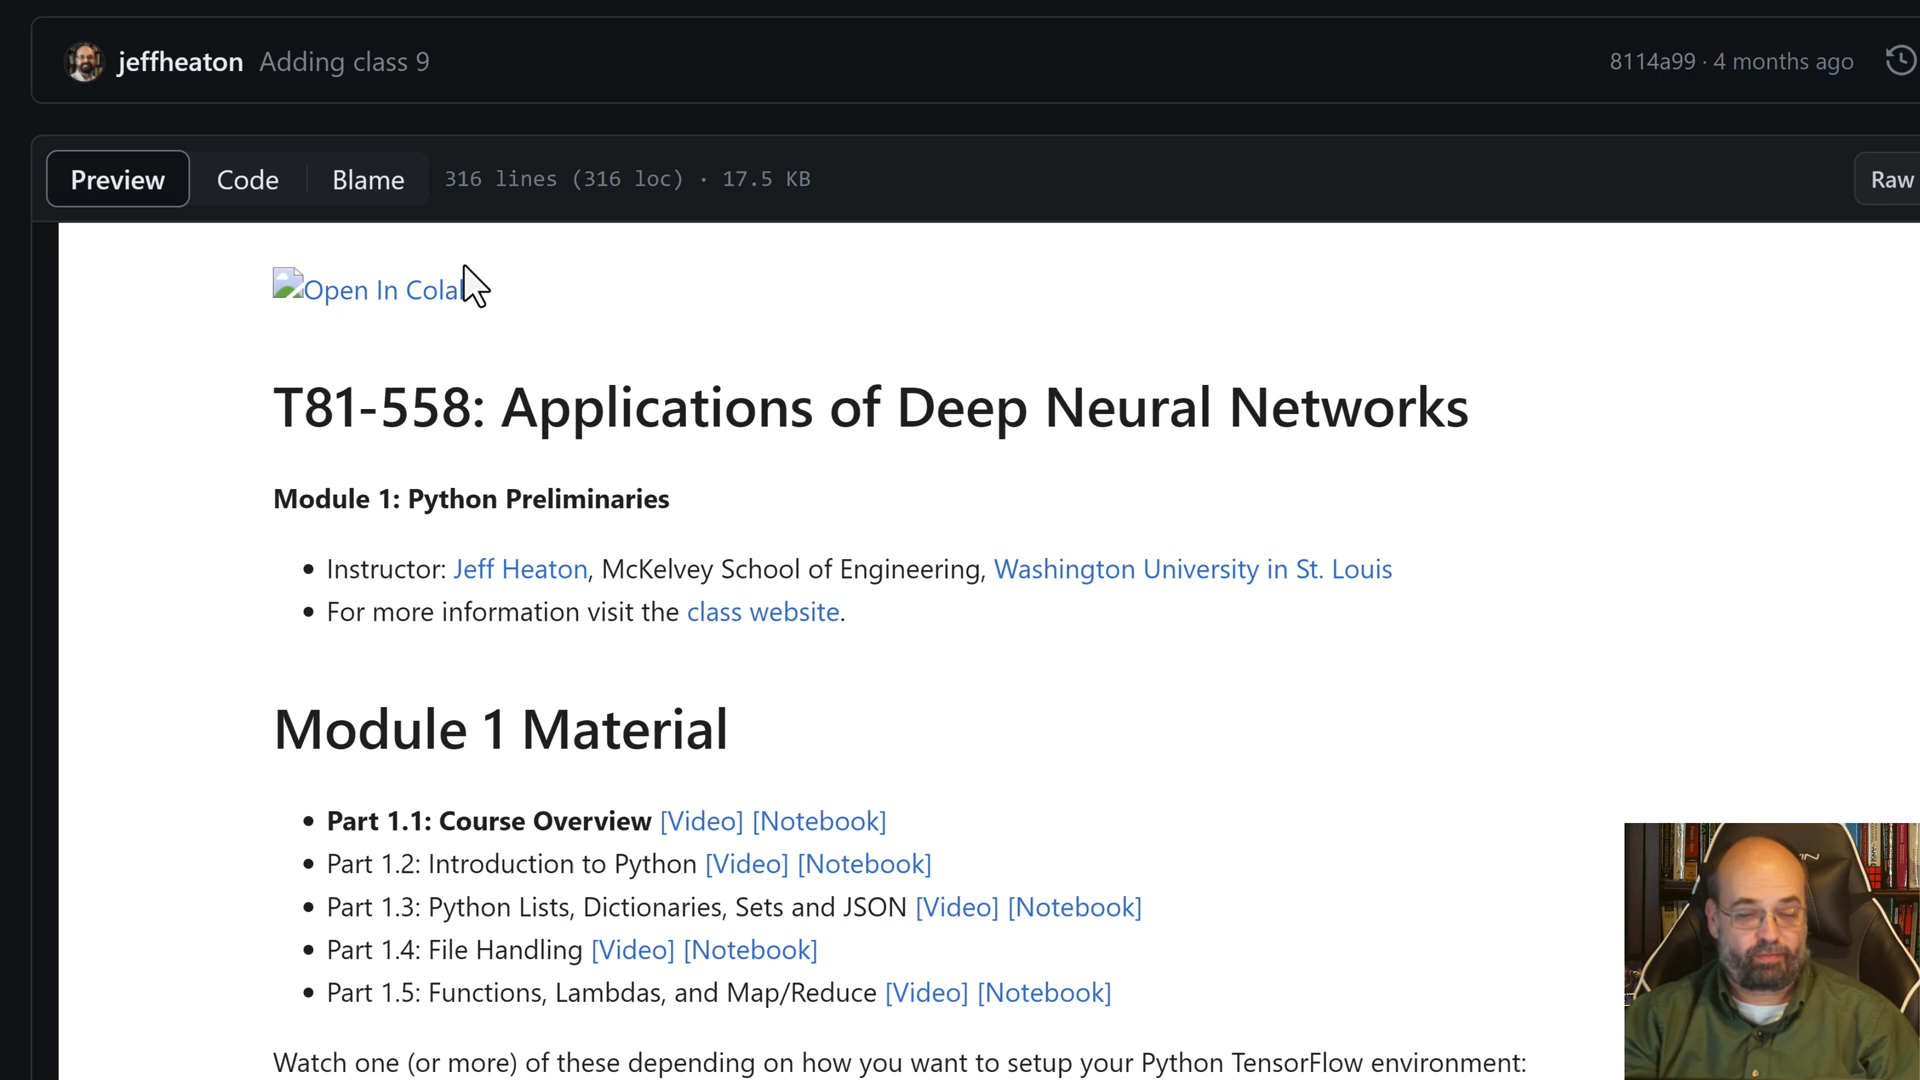 jeffheaton Adding class 9
8114a99 · 4 months ago
Preview Code Blame 316 lines (316 loc) · 17.5 KB
Raw
Open In Cola
T81-558: Applications of Deep Neural Networks
Module 1: Python Preliminaries
• Instructor: Jeff Heaton, McKelvey School of Engineering, Washington University in St. Louis
• For more information visit the class website.
Module 1 Material
• Part 1.1: Course Overview [Video] [Notebook]
• Part 1.2: Introduction to Python [Video] [Notebook]
• Part 1.3: Python Lists, Dictionaries, Sets and JSON [Video] [Notebook]
• Part 1.4: File Handling [Video] [Notebook]
• Part 1.5: Functions, Lambdas, and Map/Reduce [Video] [Notebook]
Watch one (or more) of these depending on how you want to setup your Python TensorFlow environment: